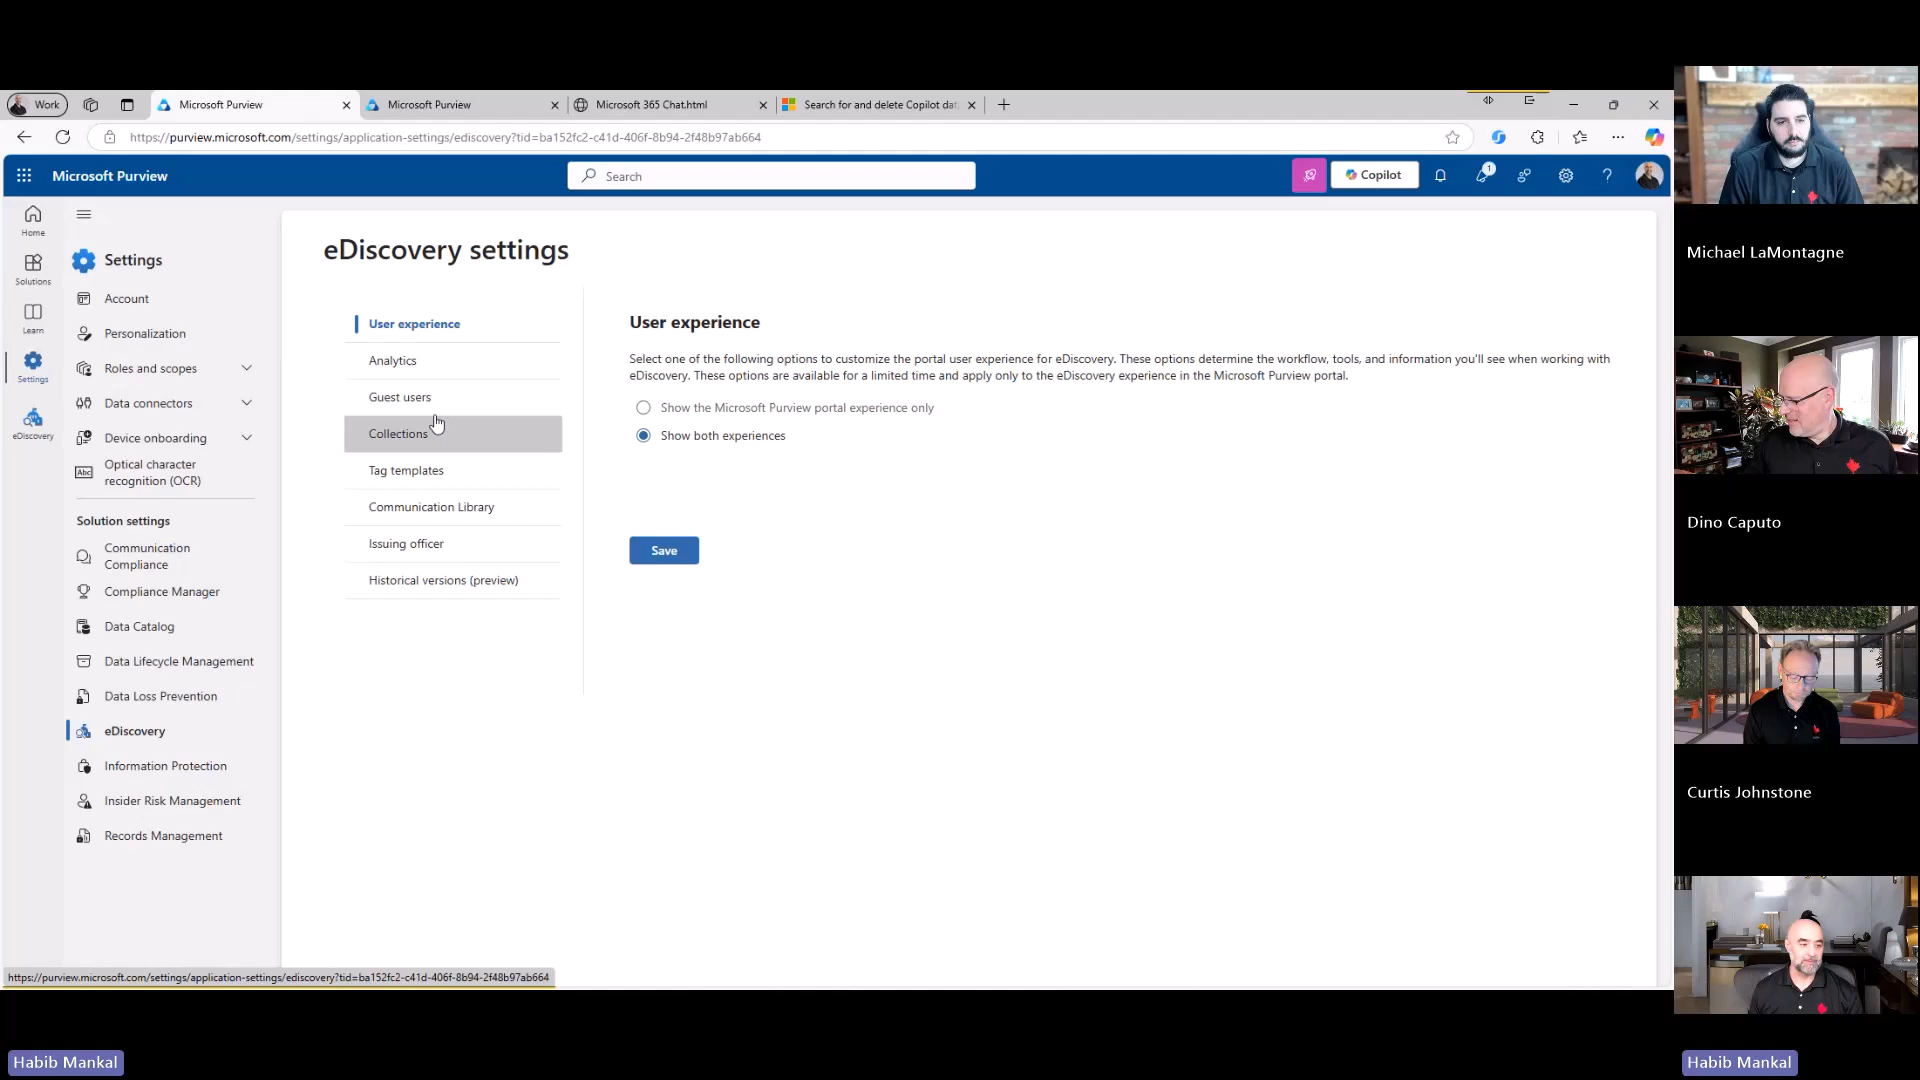 Work
Microsoft Purview
Microsoft Purview
Microsoft 365 Chat.html
Search for and delete Copilot dat
https://purview.microsoft.com/settings/application-settings/ediscovery?tid=ba152fc2-c41d-406f-8b94-2f48b97ab664
Microsoft Purview
Search
Copilot
1
Home
Solutions
Learn
Settings
eDiscovery
Settings
Account
Personalization
Roles and scopes
Data connectors
Device onboarding
Abc
Optical character
recognition (OCR)
Solution settings
Communication
Compliance
Compliance Manager
Data Catalog
Data Lifecycle Management
Data Loss Prevention
eDiscovery
Information Protection
Insider Risk Management
Records Management
eDiscovery settings
User experience
Analytics
Guest users
Collections
Tag templates
Communication Library
Issuing officer
Historical versions (preview)
User experience
Select one of the following options to customize the portal user experience for eDiscovery. These options determine the workflow, tools, and information you'll see when working with
eDiscovery. These options are available for a limited time and apply only to the eDiscovery experience in the Microsoft Purview portal.
Show the Microsoft Purview portal experience only
Show both experiences
Save
https://purview.microsoft.com/settings/application-settings/ediscovery?tid=ba152fc2-c41d-406f-8b94-2f48b97ab664
Habib Mankal
Michael LaMontagne
Dino Caputo
Curtis Johnstone
Habib Mankal